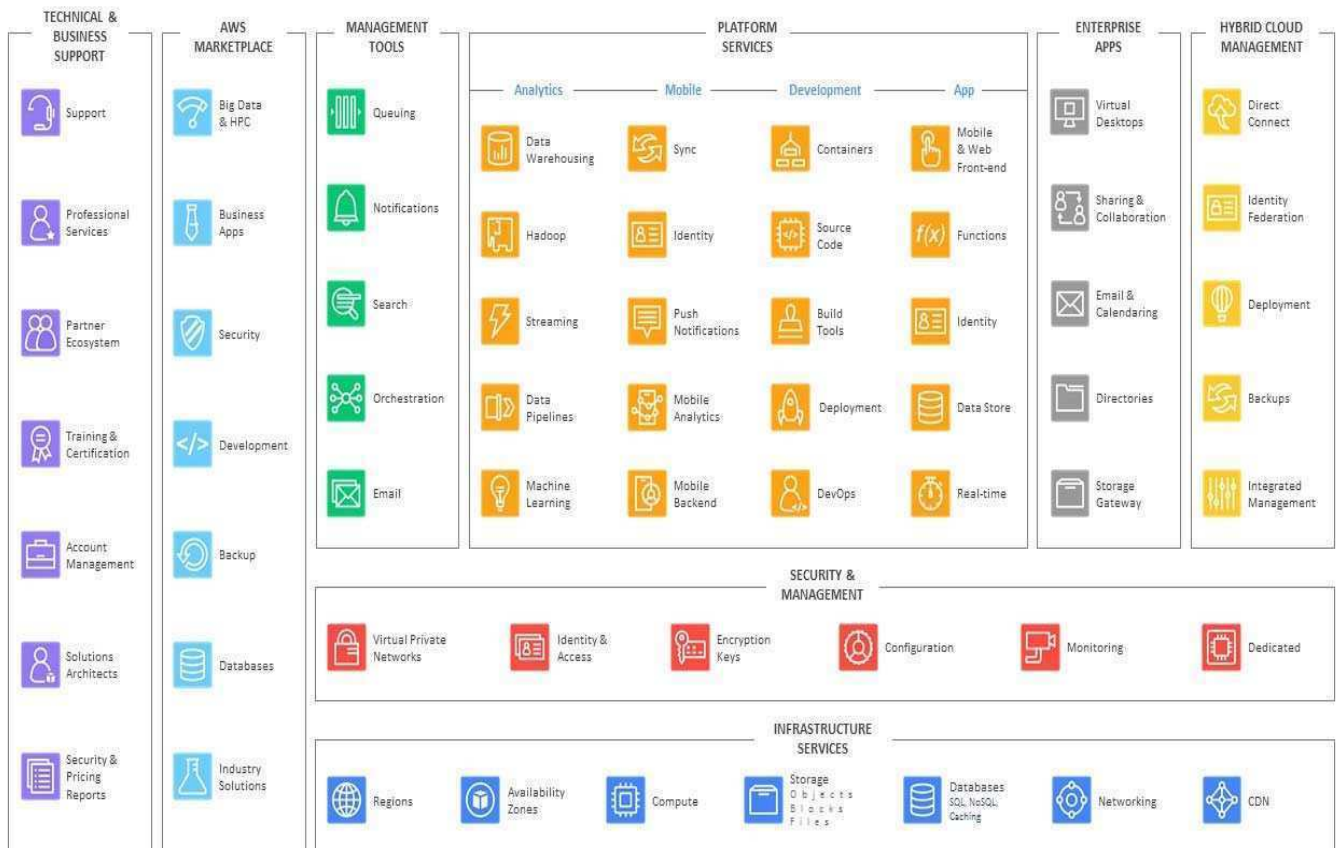 TECHNICAL &
BUSINESS
SUPPORT
Support
Professional
Services
Partner
Ecosystem
Training &
Certification
Account
Management
Solutions
Architects
Security &
Pricing
Reports
AWS
MARKETPLACE
Big Data
& HPC
Business
Apps
Security
</>
Development
Backup
Databases
Industry
Solutions
MANAGEMENT
TOOLS
Queuing
Notifications
Search
Orchestration
Email
PLATFORM
SERVICES
Analytics
Data
Warehousing
Hadoop
Streaming
Data
Pipelines
Machine
Learning
Mobile
Sync
Identity
Push
Notifications
Mobile
Analytics
Mobile
Backend
Development
Containers
</>
Source
Code
Build
Tools
Deployment
</>
DevOps
App
Mobile
& Web
Front-end
f(x)
Functions
Identity
Data Store
Real-time
ENTERPRISE
APPS
Virtual
Desktops
Sharing &
Collaboration
Email &
Calendaring
Directories
Storage
Gateway
HYBRID CLOUD
MANAGEMENT
Direct
Connect
Identity
Federation
Deployment
Backups
Integrated
Management
SECURITY &
MANAGEMENT
Virtual Private
Networks
Identity &
Access
Encryption
Keys
Configuration
Monitoring
Dedicated
INFRASTRUCTURE
SERVICES
Regions
Availability
Zones
Compute
Storage
Objects
Blocks
Files
Databases
SQL, NoSQL,
Caching
Networking
CDN